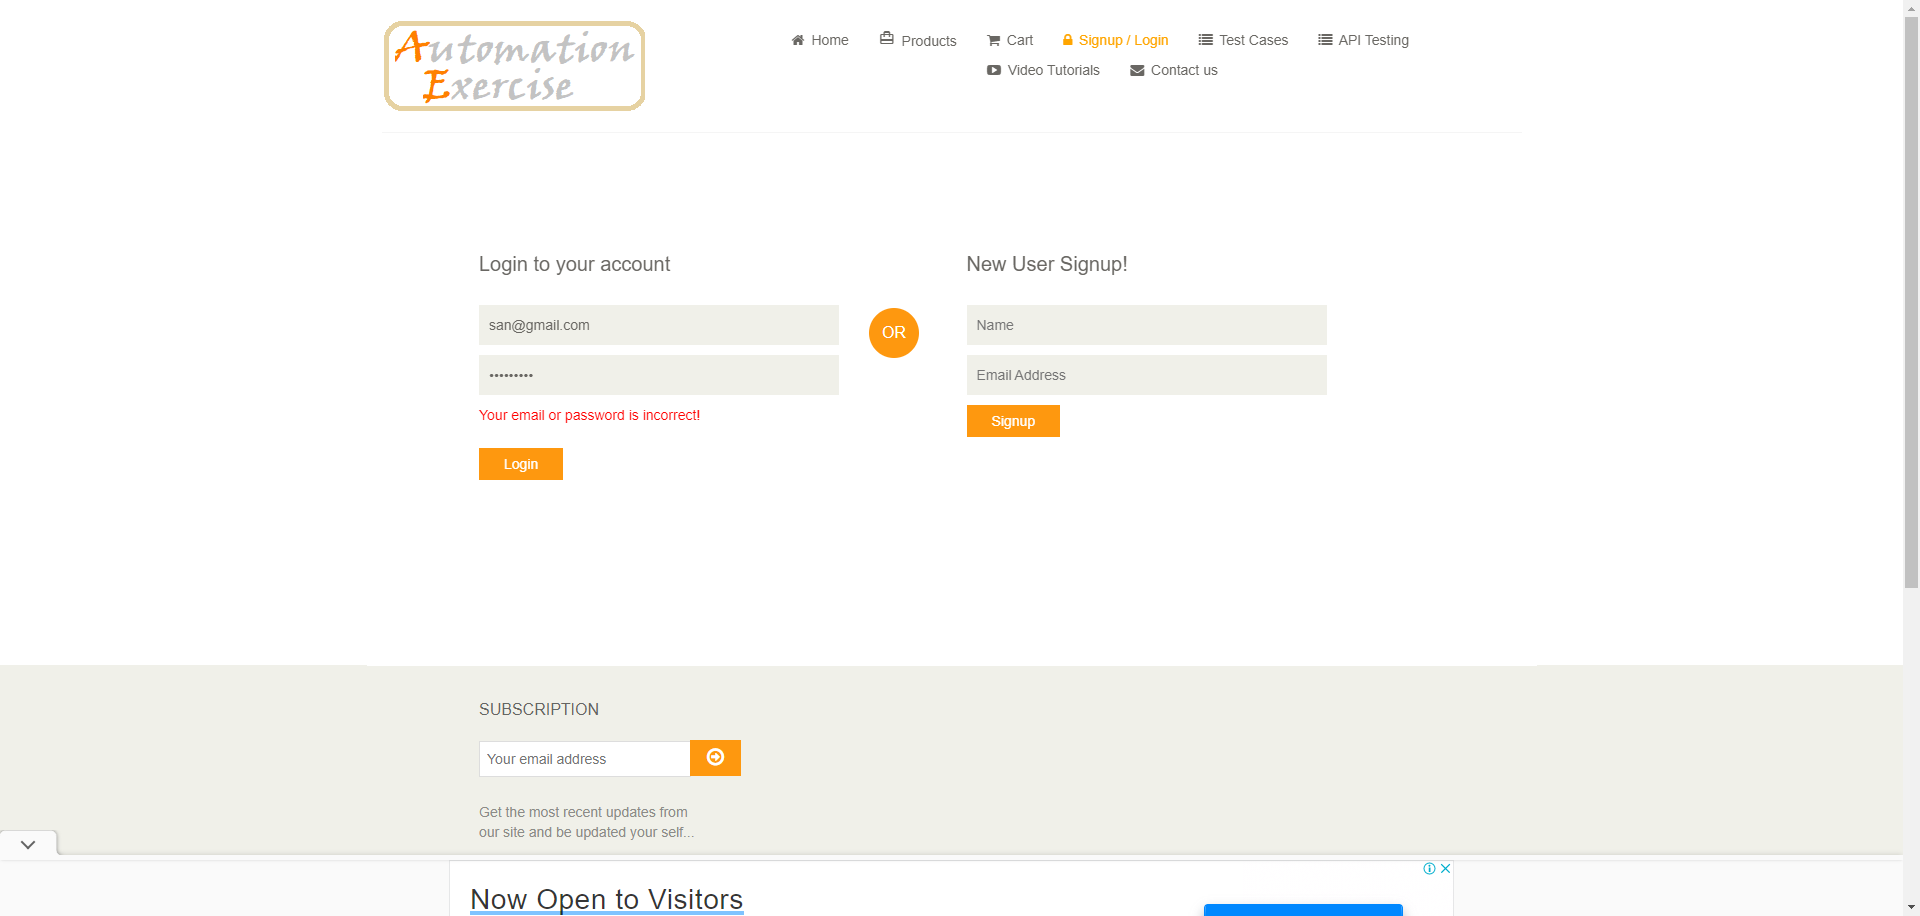 Automation
Exercise
Home
Products
Cart
Signup / Login
Test Cases
API Testing
Video Tutorials
Contact us
Login to your account
san@gmail.com
•••••••••
Your email or password is incorrect!
Login
OR
New User Signup!
Name
Email Address
Signup
SUBSCRIPTION
Your email address
Get the most recent updates from
our site and be updated your self...
Now Open to Visitors